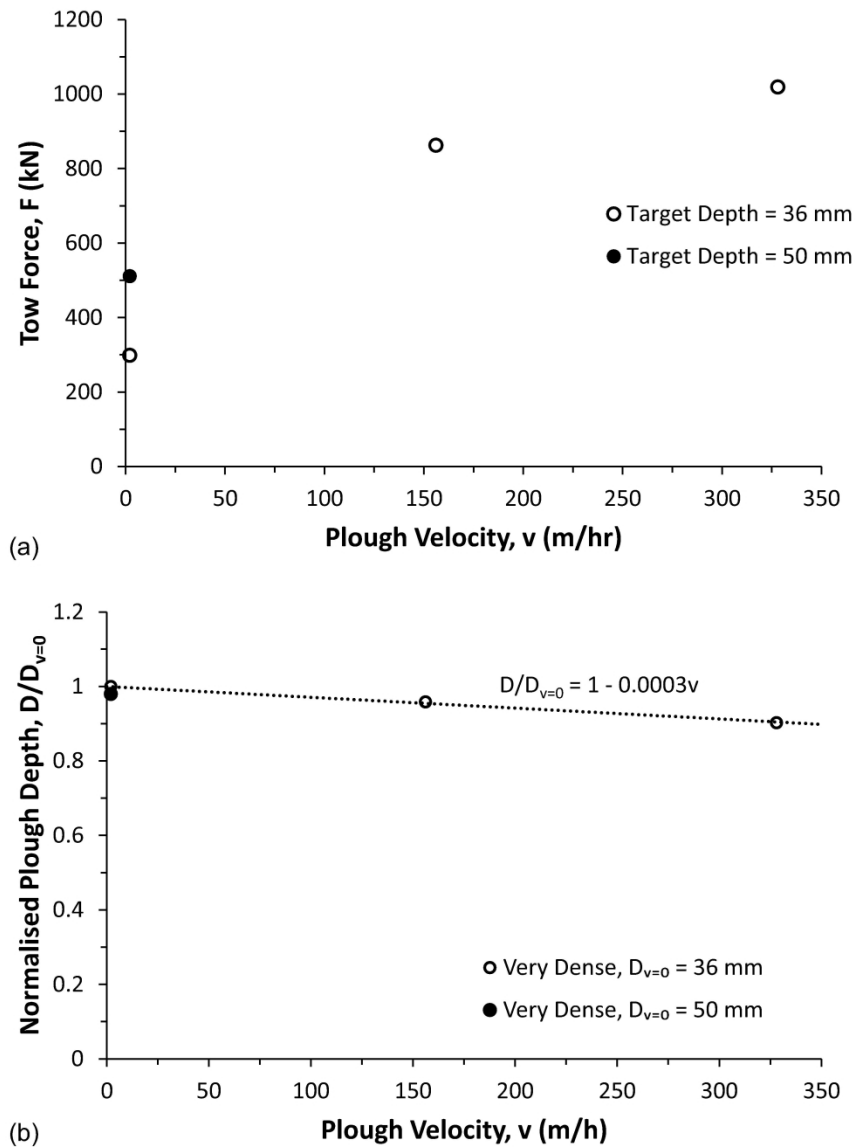 1200
1000
800
600
400
200
0
Tow Force, F (kN)
Target Depth = 36 mm
Target Depth = 50 mm
0 50 100 150 200 250 300 350
Plough Velocity, v (m/hr)
(a)
1.2
1
0.8
0.6
0.4
0.2
0
Normalised Plough Depth, D/Dv=0
D/Dv=0 = 1 - 0.0003v
Very Dense, Dv=0 = 36 mm
Very Dense, Dv=0 = 50 mm
0 50 100 150 200 250 300 350
Plough Velocity, v (m/h)
(b)